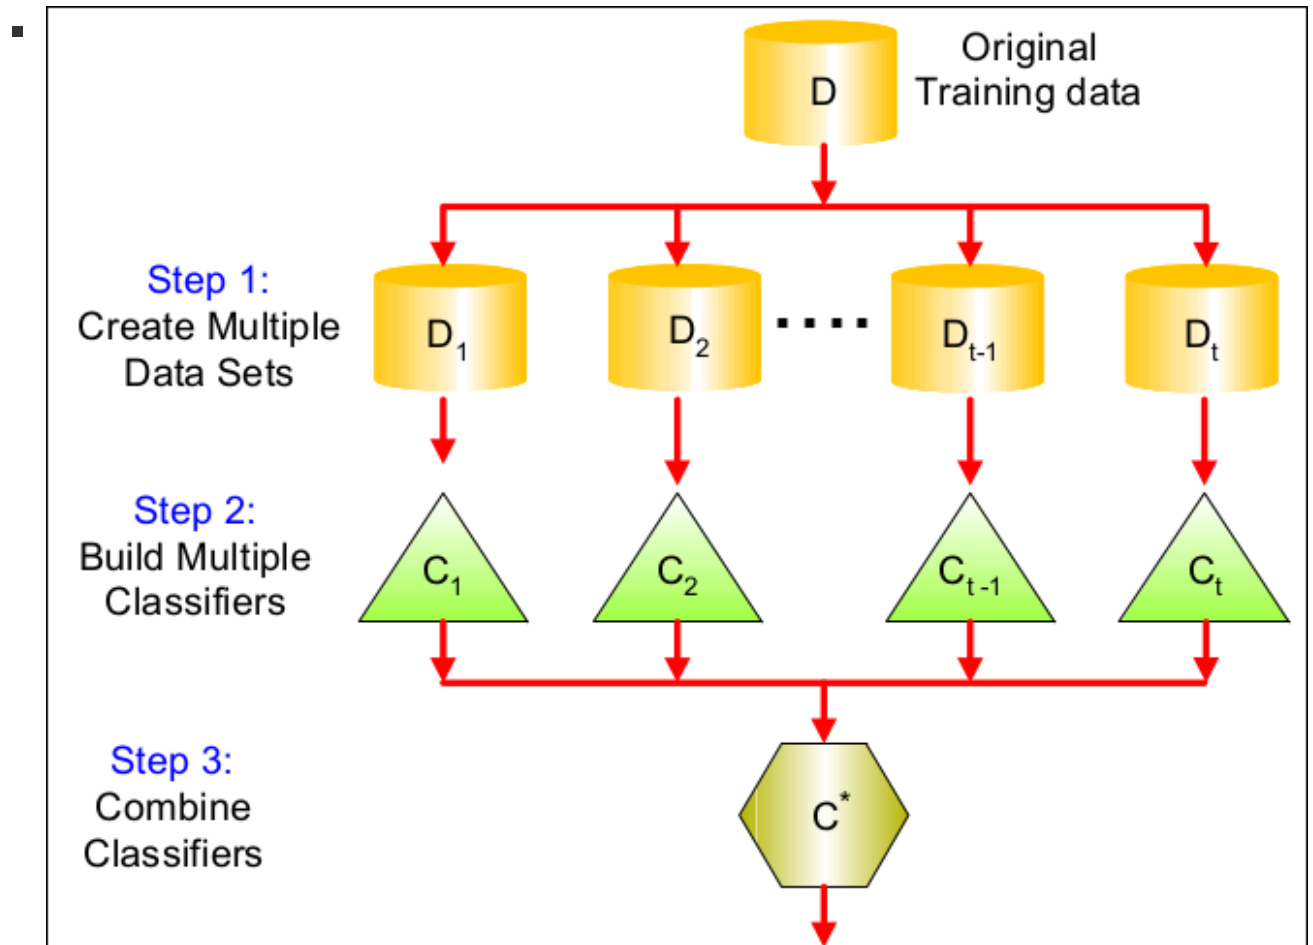 Original
Training data
D
Step 1:
Create Multiple
Data Sets
D₁
D₂
....
Dₜ₋₁
Dₜ
Step 2:
Build Multiple
Classifiers
C₁
C₂
Cₜ₋₁
Cₜ
Step 3:
Combine
Classifiers
C*